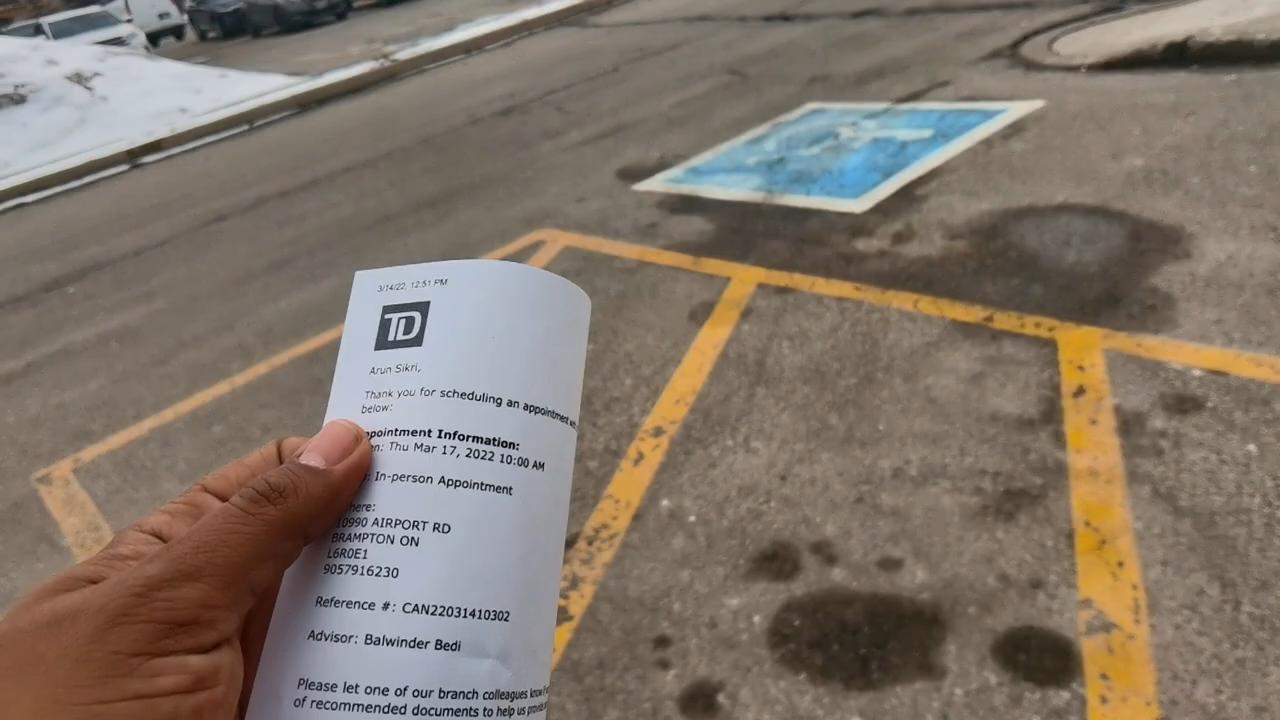 3/14/22, 12:51 PM
TD
Arun Sikri,
Thank you for scheduling an appointment
below:
ppointment Information:
en: Thu Mar 17, 2022 10:00 AM
: In-person Appointment
here:
10990 AIRPORT RD
BRAMPTON ON
L6R0E1
9057916230
Reference #: CAN22031410302
Advisor: Balwinder Bedi
Please let one of our branch colleagues know
of recommended documents to help us provide